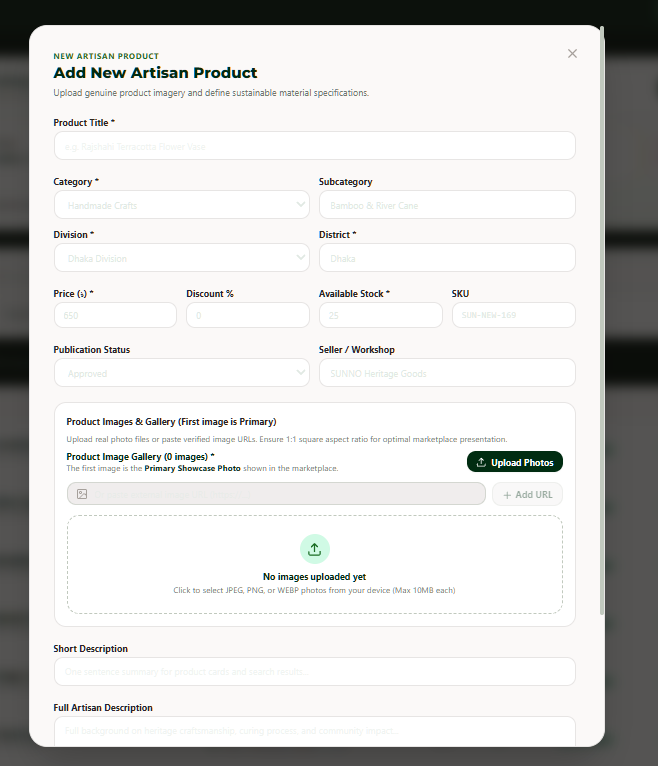 NEW ARTISAN PRODUCT
Add New Artisan Product
Upload genuine product imagery and define sustainable material specifications.
Product Title *
e.g. Rajshahi Terracotta Flower Vase
Category * Subcategory
Handmade Crafts Bamboo & River Cane
Division * District *
Dhaka Division Dhaka
Price (৳) * Discount % Available Stock * SKU
650 0 25 SUN-NEW-169
Publication Status Seller / Workshop
Approved SUNNO Heritage Goods
Product Images & Gallery (First image is Primary)
Upload real photo files or paste verified image URLs. Ensure 1:1 square aspect ratio for optimal marketplace presentation.
Product Image Gallery (0 images) *
The first image is the Primary Showcase Photo shown in the marketplace.
Upload Photos
+ Add URL
No images uploaded yet
Click to select JPEG, PNG, or WEBP photos from your device (Max 10MB each)
Short Description
One sentence summary for product cards and search results...
Full Artisan Description
Full background on heritage craftsmanship, curing process, and community impact...